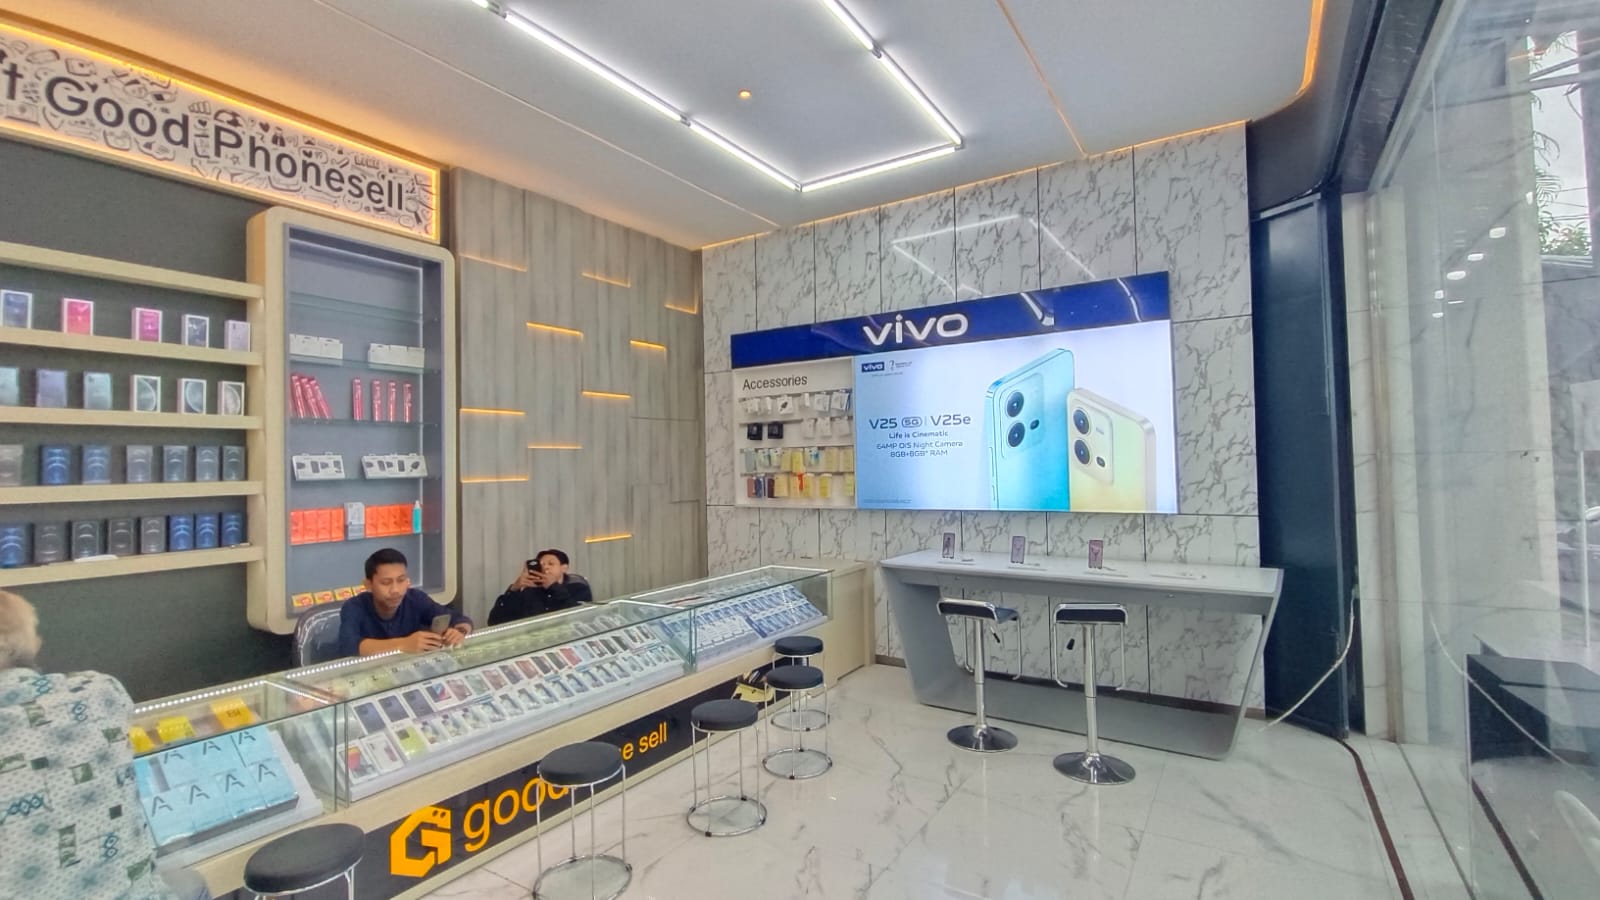 t Good Phonesell
vivo
Accessories
vivo
V25 5G | V25e
Life is Cinematic
64MP OIS Night Camera
8GB+8GB* RAM
good e sell